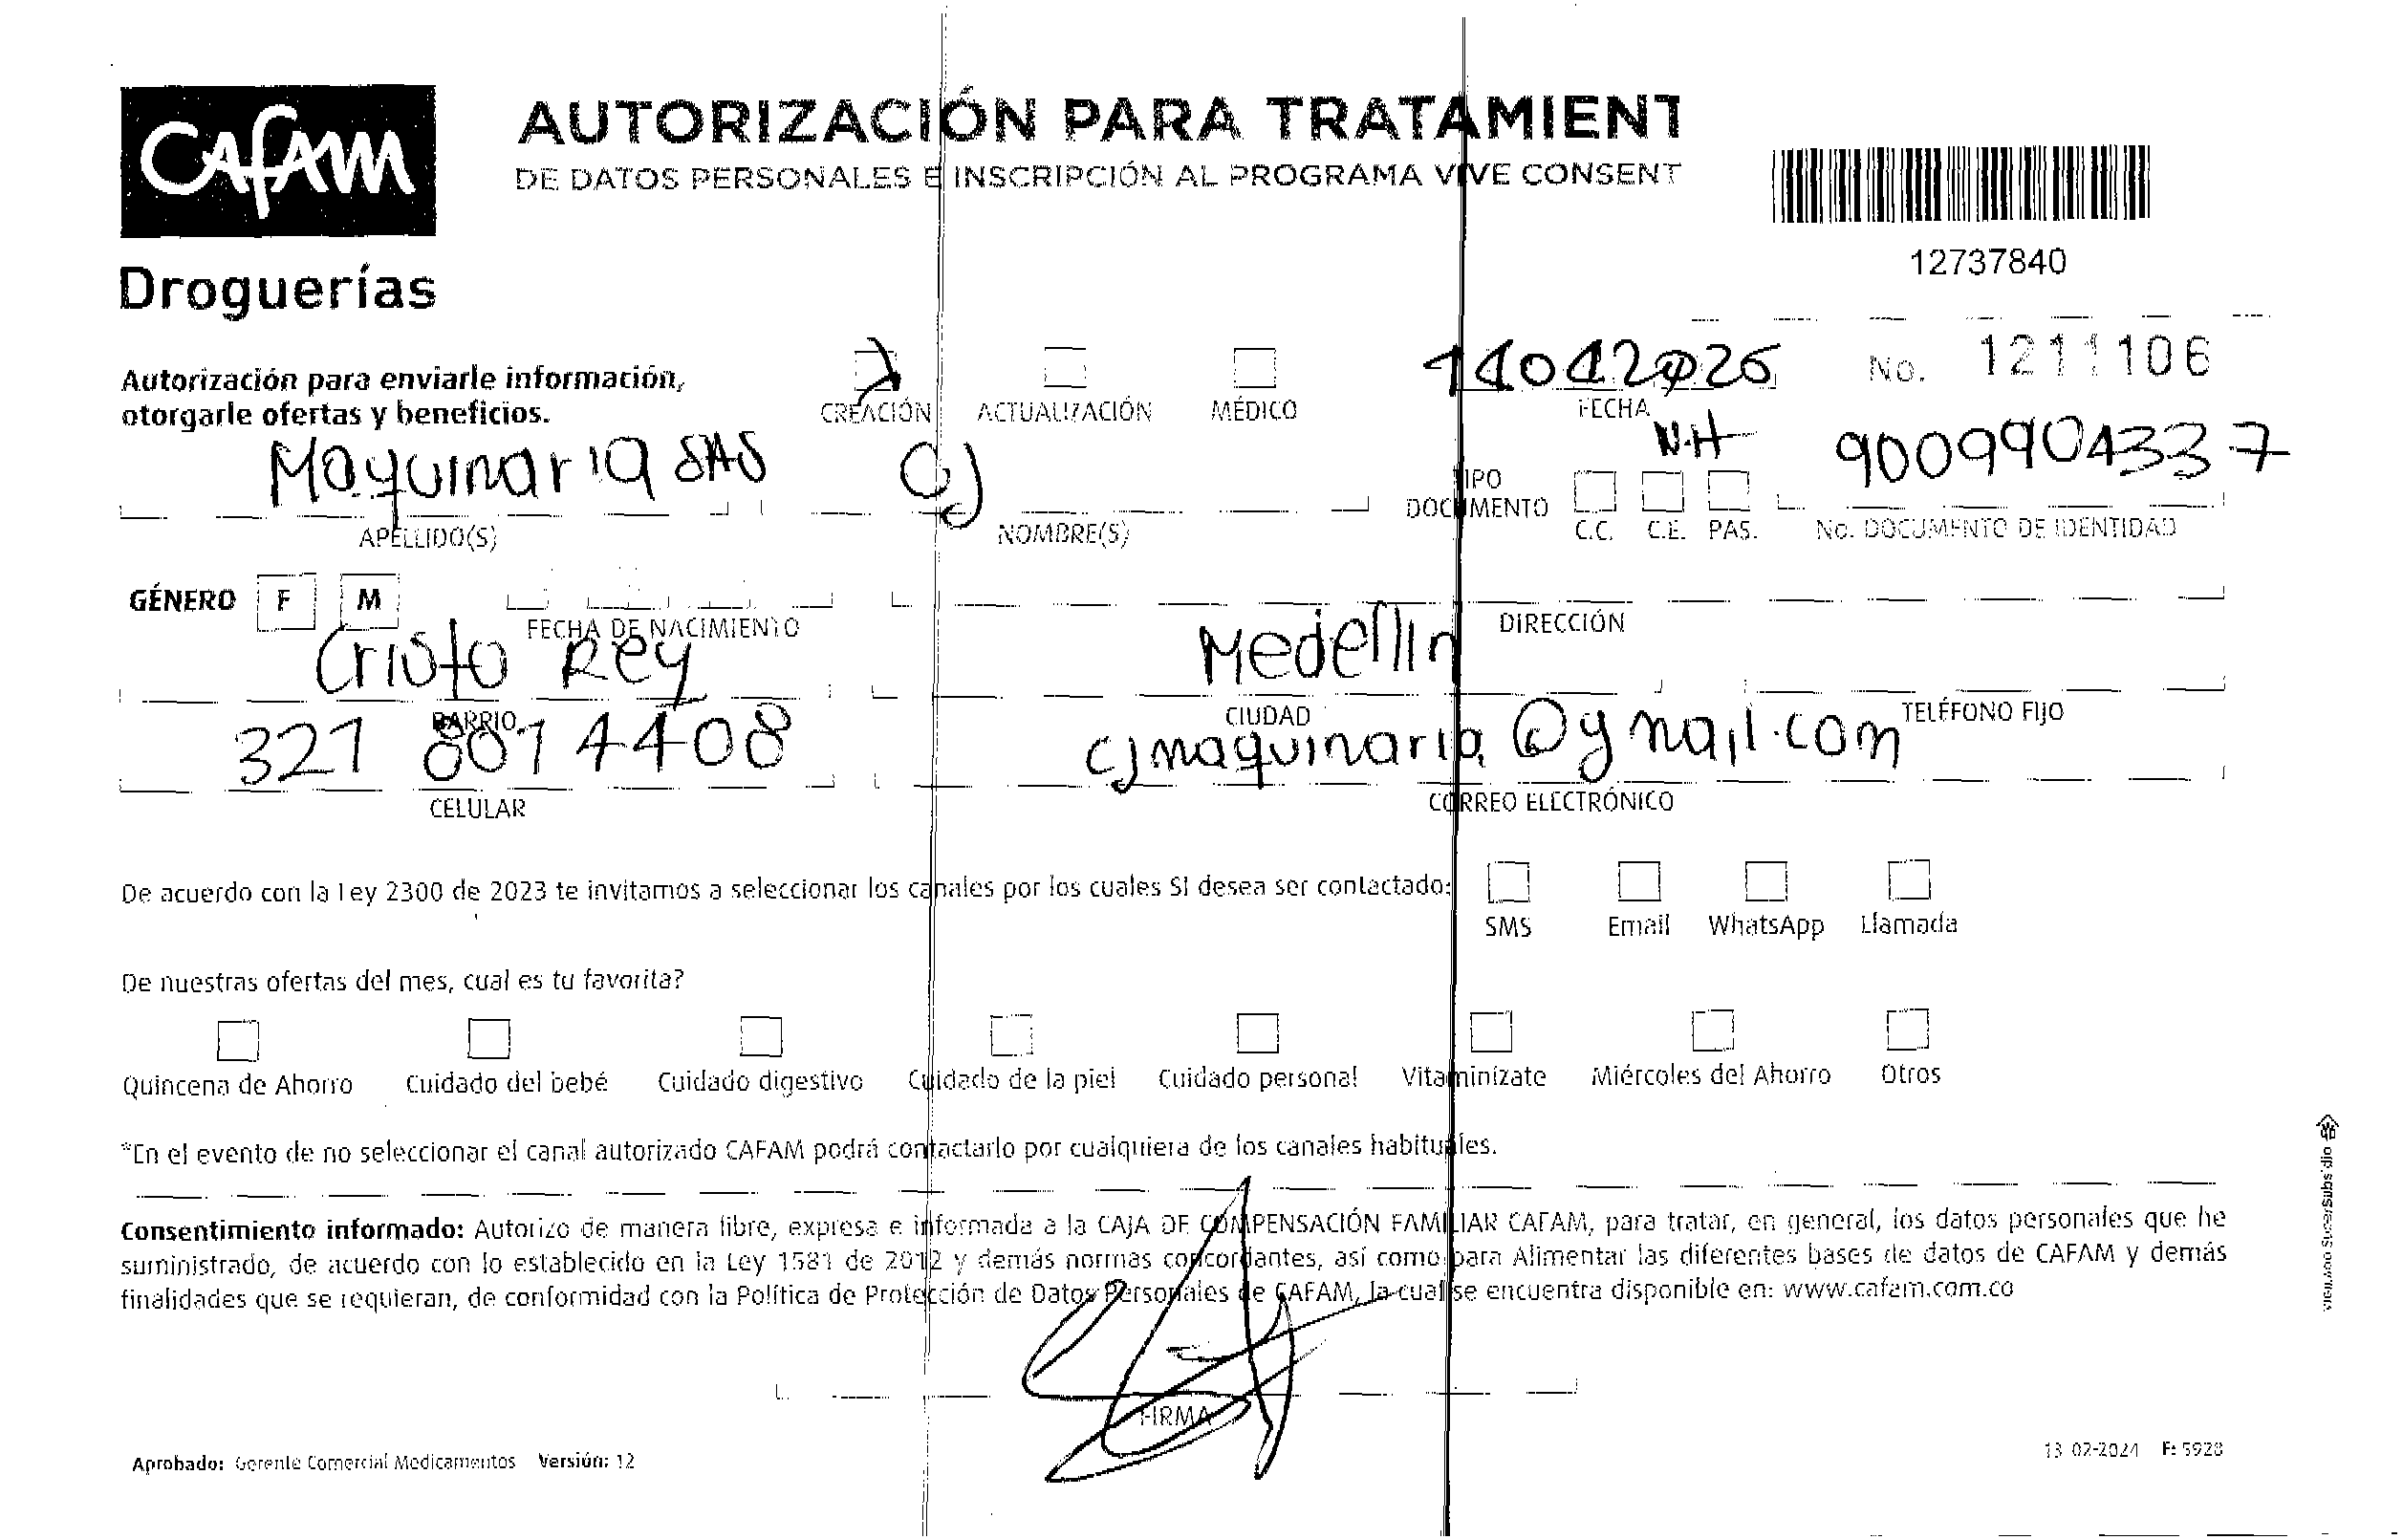 CAFAM
Droguerías
AUTORIZACIÓN PARA TRATAMIENT
DE DATOS PERSONALES E INSCRIPCIÓN AL PROGRAMA VIVE CONSENT
12737840
No. 1211106
Autorización para enviarle información,
otorgarle ofertas y beneficios.
X
CREACIÓN ACTUALIZACIÓN MÉDICO
14042026
FECHA
Maquinaria SAS CJ
APELLIDO(S) NOMBRE(S)
TIPO DOCUMENTO
C.C. C.E. PAS.
9009904337
No. DOCUMENTO DE IDENTIDAD
GÉNERO F M
FECHA DE NACIMIENTO
DIRECCIÓN
Cristo Rey Medellin
BARRIO CIUDAD TELÉFONO FIJO
321 8014408 cjmaquinaria@gmail.com
CELULAR CORREO ELECTRÓNICO
De acuerdo con la Ley 2300 de 2023 te invitamos a seleccionar los canales por los cuales SI desea ser contactado:
SMS Email WhatsApp Llamada
De nuestras ofertas del mes, cual es tu favorita?
Quincena de Ahorro Cuidado del bebé Cuidado digestivo Cuidado de la piel Cuidado personal Vitaminízate Miércoles del Ahorro Otros
*En el evento de no seleccionar el canal autorizado CAFAM podrá contactarlo por cualquiera de los canales habituales.
Consentimiento informado: Autorizo de manera libre, expresa e informada a la CAJA DE COMPENSACIÓN FAMILIAR CAFAM, para tratar, en general, los datos personales que he
suministrado, de acuerdo con lo establecido en la Ley 1581 de 2012 y demás normas concordantes, así como para Alimentar las diferentes bases de datos de CAFAM y demás
finalidades que se requieran, de conformidad con la Política de Protección de Datos Personales de CAFAM, la cual se encuentra disponible en: www.cafam.com.co
FIRMA
Aprobado: Gerente Comercial Medicamentos Versión: 12
13-02-2024 F: 5928